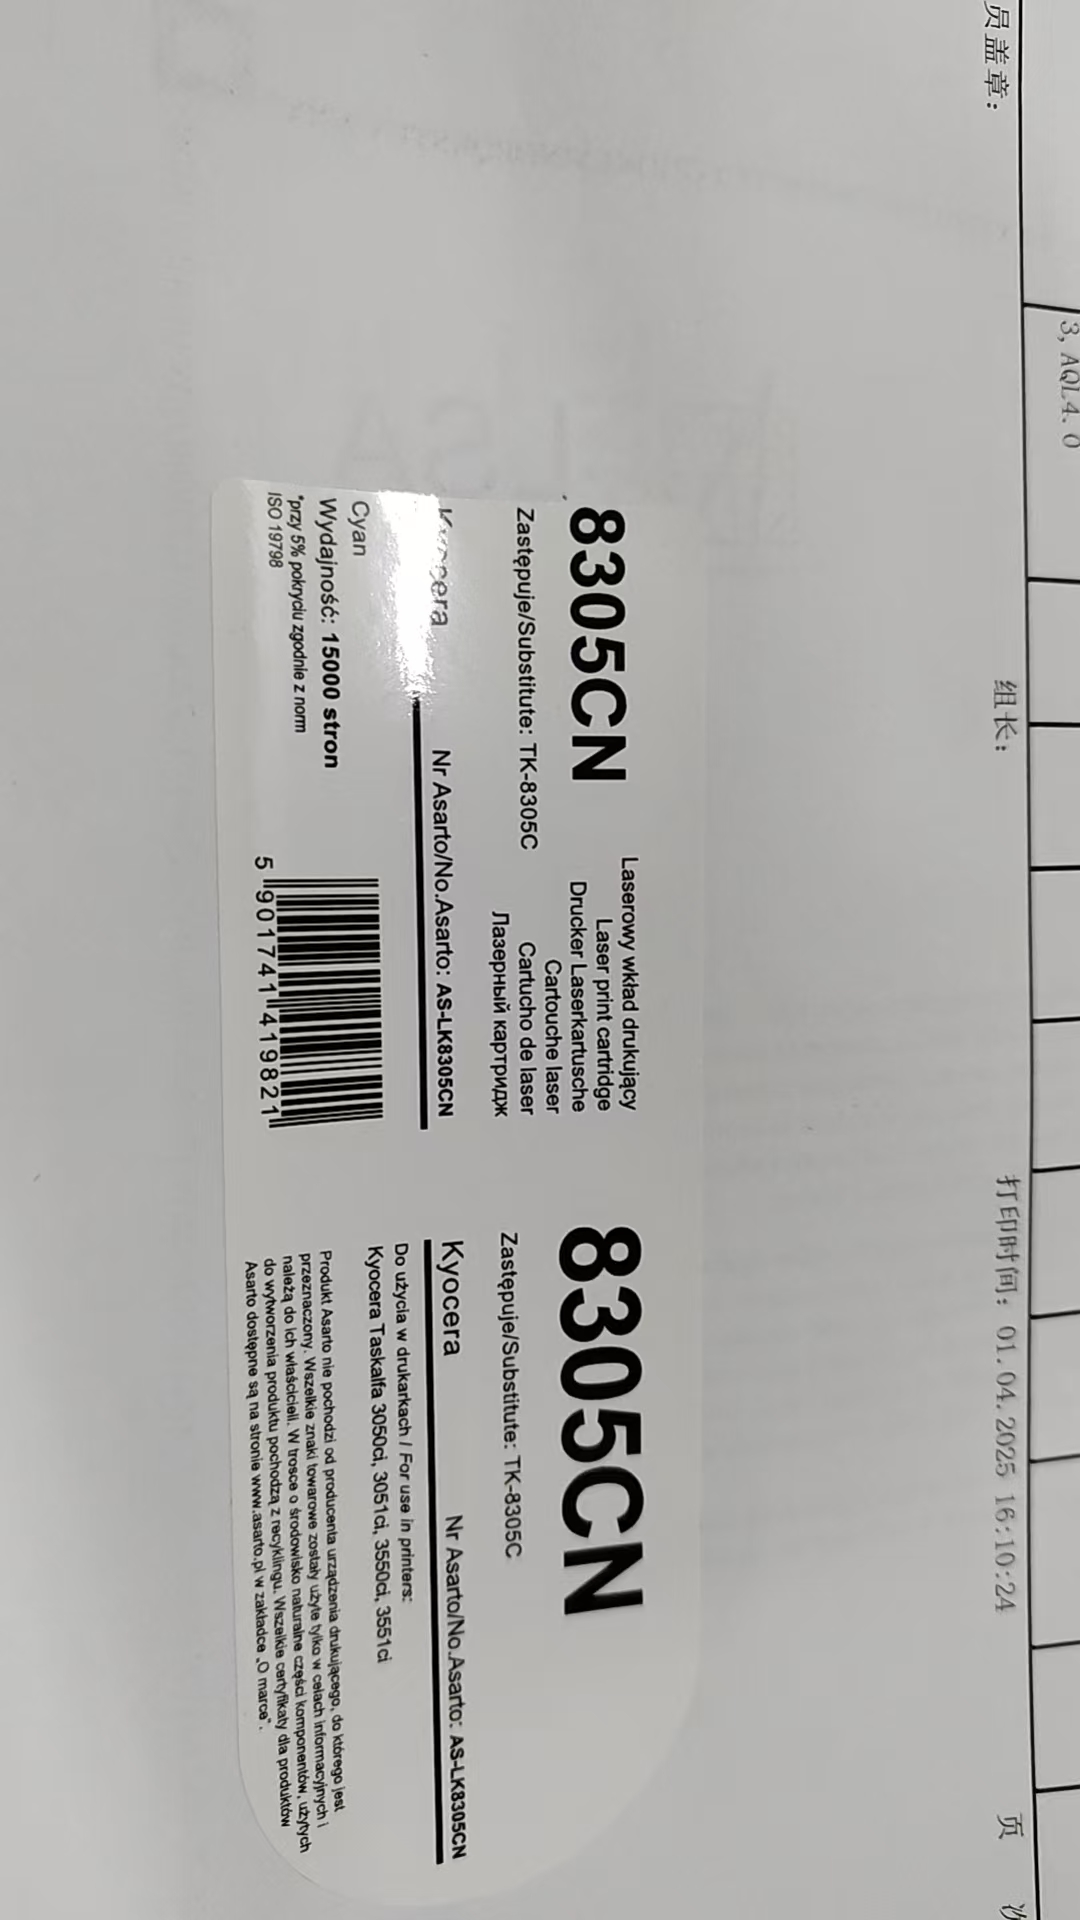 员盖章：
3, AQL4.0
组长：
打印时间：01.04.2025 16:10:24
页
8305CN
Laserowy wkład drukujący
Laser print cartridge
Drucker Laserkartusche
Cartouche laser
Cartucho de laser
Лазерный картридж
Zastępuje/Substitute: TK-8305C
Kyocera
Nr Asarto/No.Asarto: AS-LK8305CN
Cyan
Wydajność: 15000 stron
*przy 5% pokryciu zgodnie z norm
ISO 19798
5 901741 419821
8305CN
Zastępuje/Substitute: TK-8305C
Kyocera
Nr Asarto/No.Asarto: AS-LK8305CN
Do użycia w drukarkach / For use in printers:
Kyocera Taskalfa 3050ci, 3051ci, 3550ci, 3551ci
Produkt Asarto nie pochodzi od producenta urządzenia drukującego, do którego jest
przeznaczony. Wszelkie znaki towarowe zostały użyte tylko w celach informacyjnych i
należą do ich właścicieli. W trosce o środowisko naturalne części komponentów, użytych
do wytworzenia produktu pochodzą z recyklingu. Wszelkie certyfikaty dla produktów
Asarto dostępne są na stronie www.asarto.pl w zakładce „O marce”.